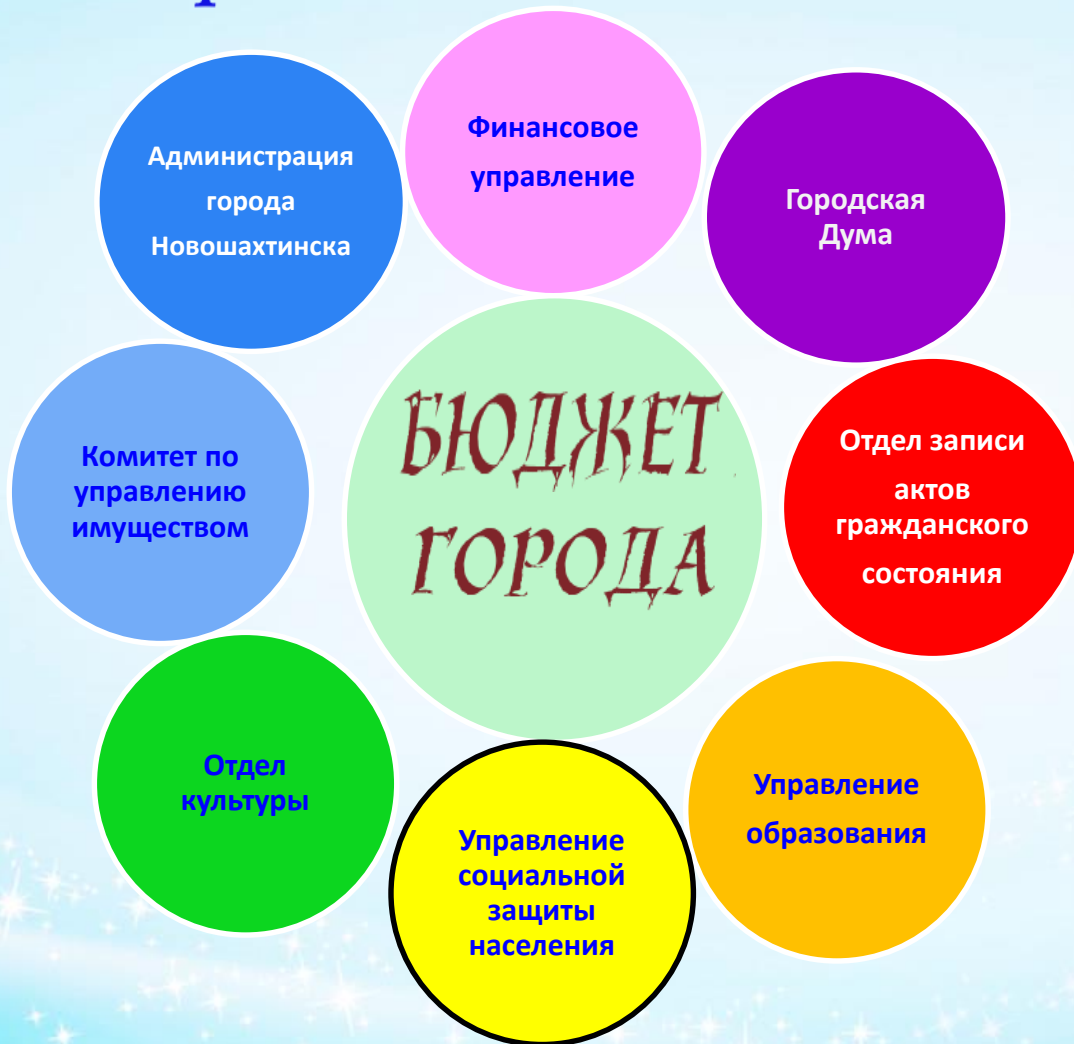 Финансовое
управление
Администрация
города
Новошахтинска
Городская
Дума
БЮДЖЕТ
ГОРОДА
Комитет по
управлению
имуществом
Отдел записи
актов
гражданского
состояния
Отдел
культуры
Управление
образования
Управление
социальной
защиты
населения